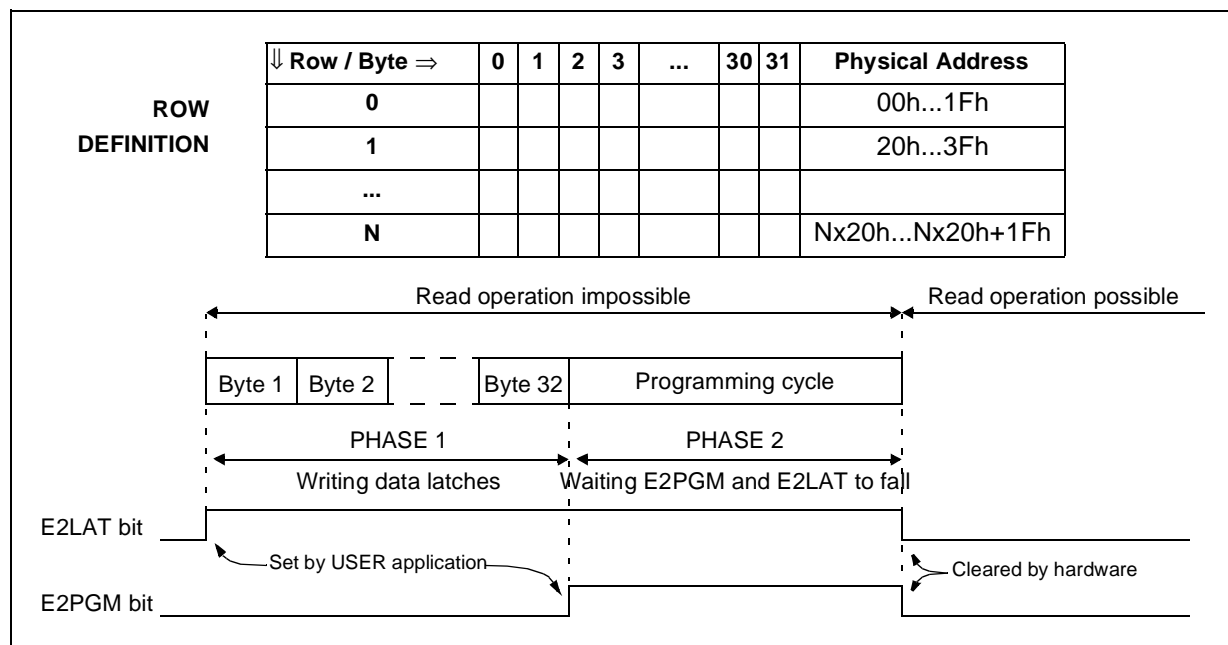 ⇓ Row / Byte ⇒ 0 1 2 3 ... 30 31 Physical Address
ROW DEFINITION
0 00h...1Fh
1 20h...3Fh
...
N Nx20h...Nx20h+1Fh
Read operation impossible Read operation possible
Byte 1 Byte 2 Byte 32 Programming cycle
PHASE 1 PHASE 2
Writing data latches Waiting E2PGM and E2LAT to fall
E2LAT bit
Set by USER application Cleared by hardware
E2PGM bit